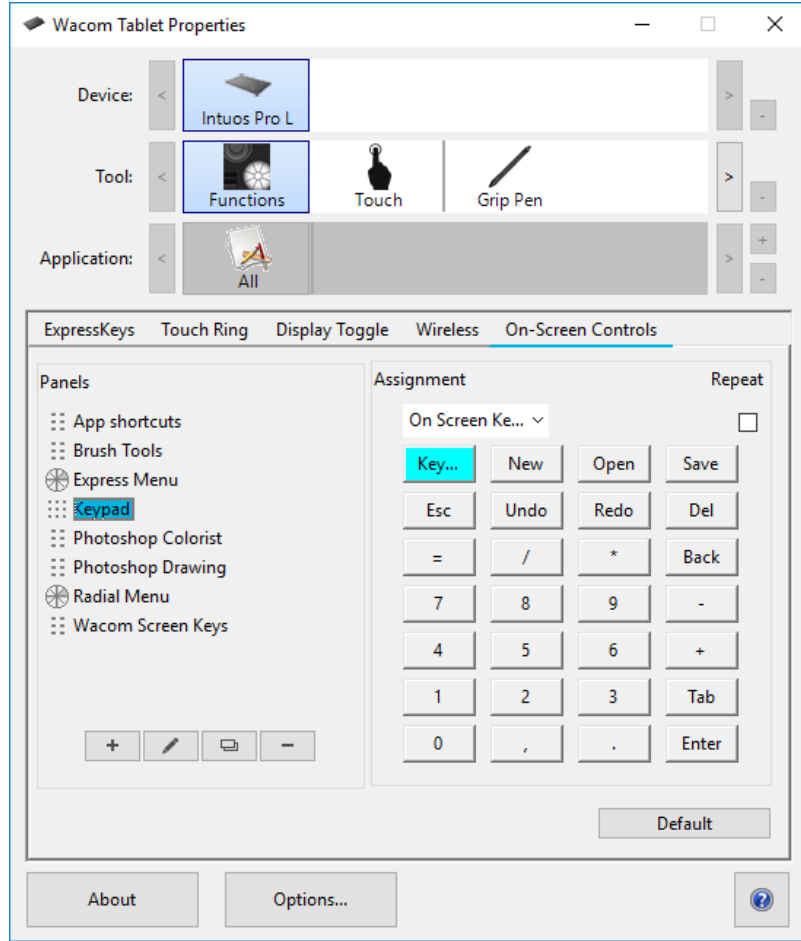 Wacom Tablet Properties
Device:
<
Intuos Pro L
>
-
Tool:
<
Functions
Touch
Grip Pen
>
-
Application:
<
All
>
+
-
ExpressKeys Touch Ring Display Toggle Wireless On-Screen Controls
Panels
App shortcuts
Brush Tools
Express Menu
Keypad
Photoshop Colorist
Photoshop Drawing
Radial Menu
Wacom Screen Keys
+ −
Assignment Repeat
On Screen Ke...
Key... New Open Save
Esc Undo Redo Del
= / * Back
7 8 9 -
4 5 6 +
1 2 3 Tab
0 , . Enter
Default
About Options... ?